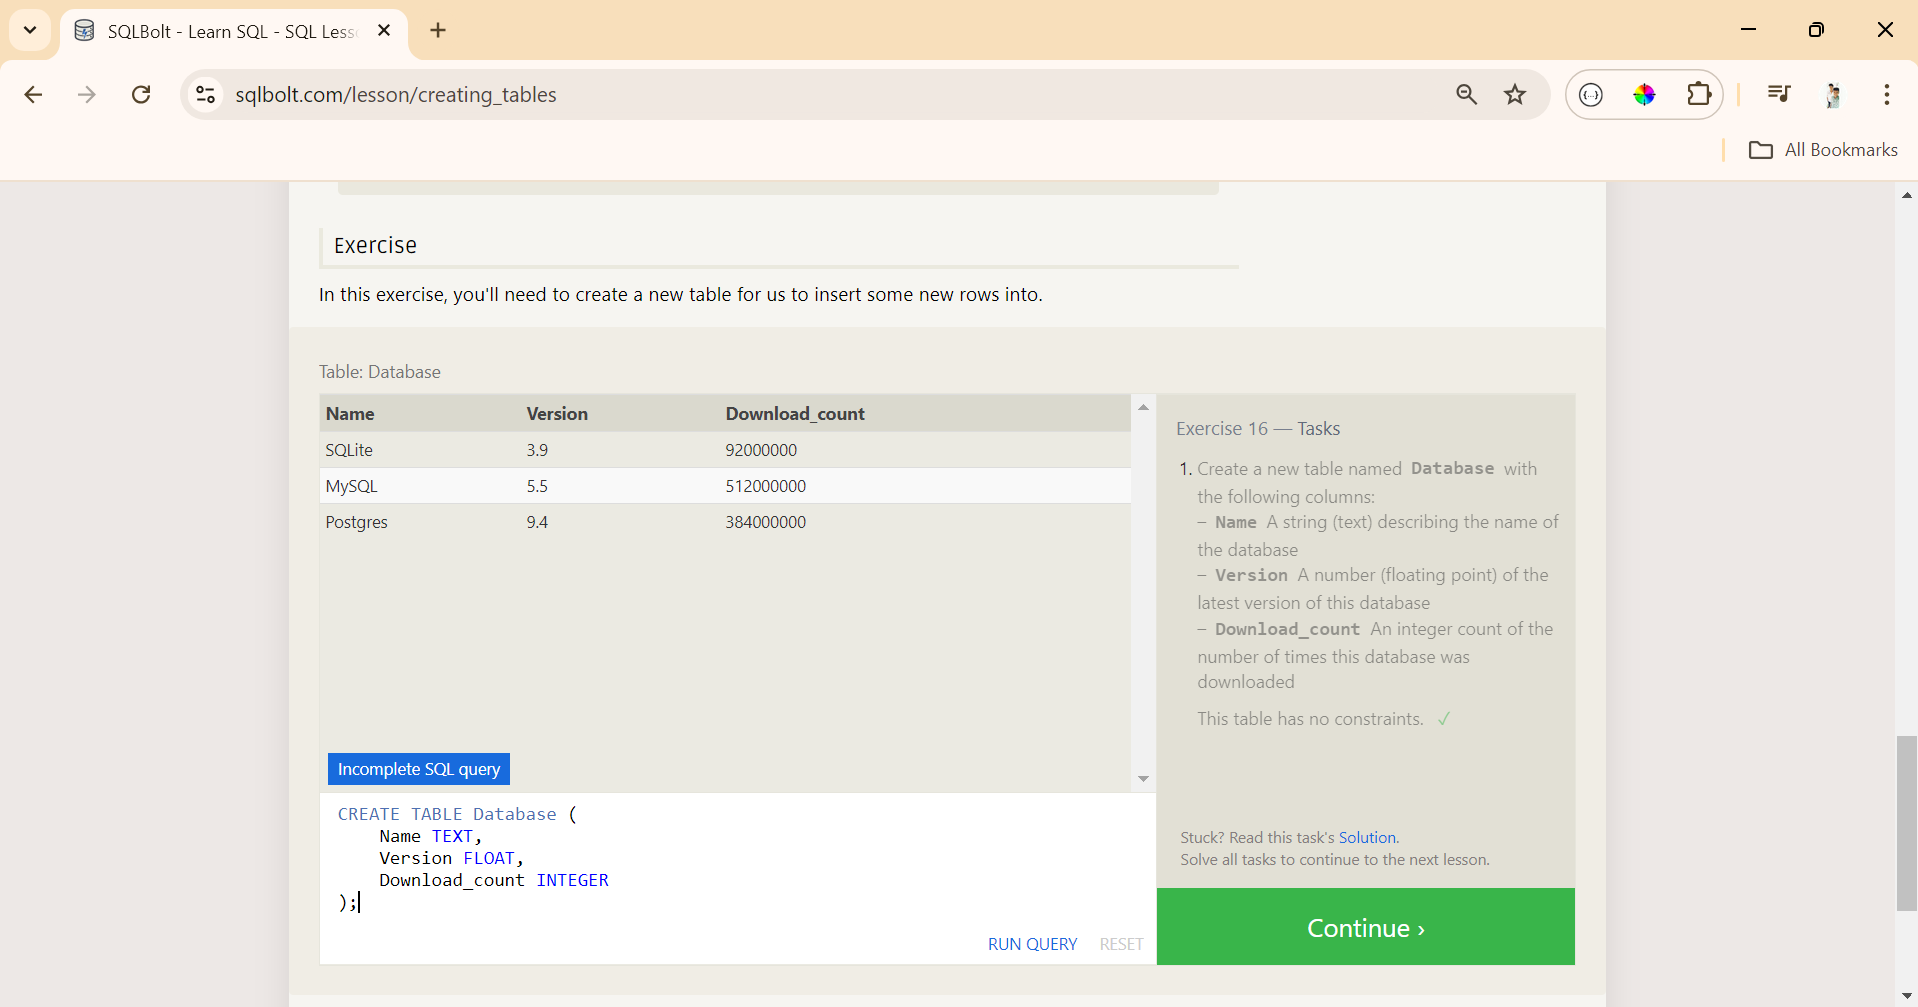 SQLBolt - Learn SQL - SQL Less
sqlbolt.com/lesson/creating_tables
All Bookmarks
Exercise
In this exercise, you'll need to create a new table for us to insert some new rows into.
Table: Database
Name Version Download_count
SQLite 3.9 92000000
MySQL 5.5 512000000
Postgres 9.4 384000000
Incomplete SQL query
CREATE TABLE Database (
Name TEXT,
Version FLOAT,
Download_count INTEGER
);
RUN QUERY RESET
Exercise 16 — Tasks
1. Create a new table named Database with
the following columns:
– Name A string (text) describing the name of
the database
– Version A number (floating point) of the
latest version of this database
– Download_count An integer count of the
number of times this database was
downloaded
This table has no constraints. ✓
Stuck? Read this task's Solution.
Solve all tasks to continue to the next lesson.
Continue ›